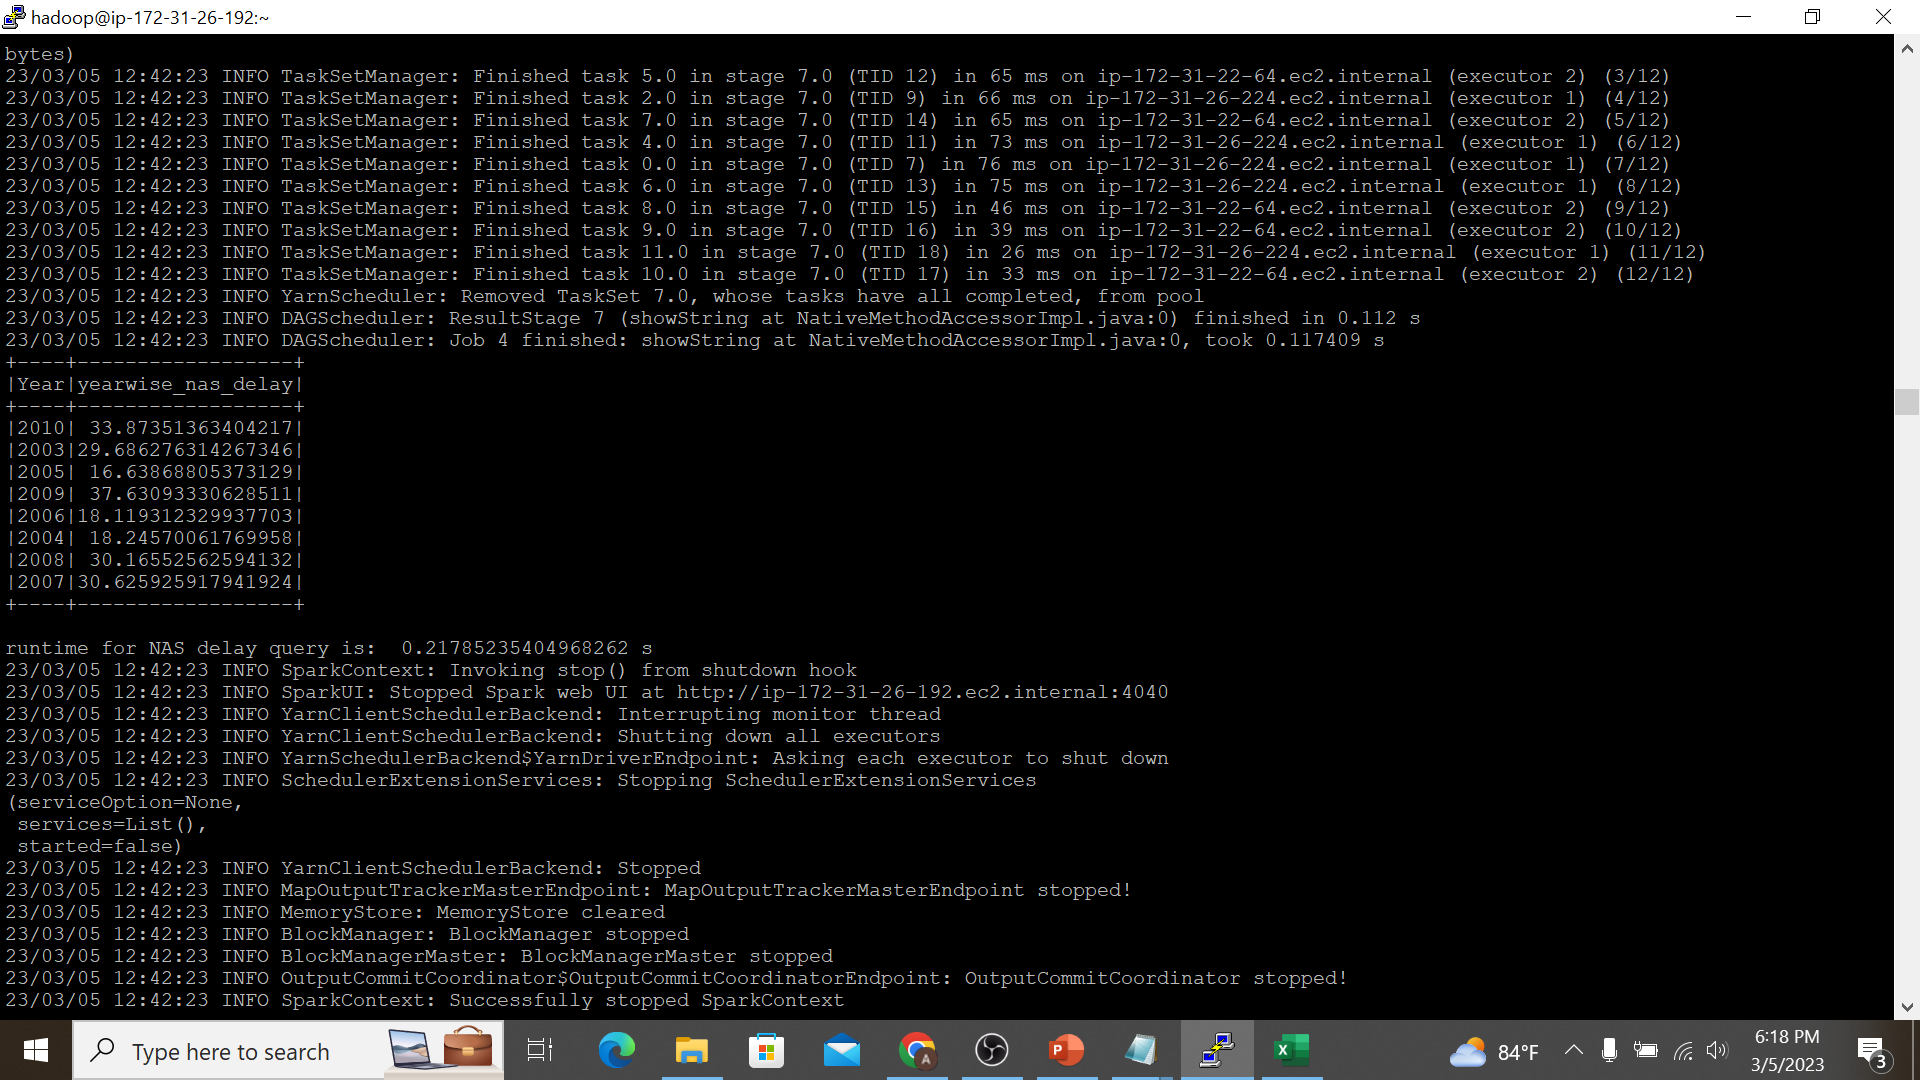 hadoop@ip-172-31-26-192:~
bytes)
23/03/05 12:42:23 INFO TaskSetManager: Finished task 5.0 in stage 7.0 (TID 12) in 65 ms on ip-172-31-22-64.ec2.internal (executor 2) (3/12)
23/03/05 12:42:23 INFO TaskSetManager: Finished task 2.0 in stage 7.0 (TID 9) in 66 ms on ip-172-31-26-224.ec2.internal (executor 1) (4/12)
23/03/05 12:42:23 INFO TaskSetManager: Finished task 7.0 in stage 7.0 (TID 14) in 65 ms on ip-172-31-22-64.ec2.internal (executor 2) (5/12)
23/03/05 12:42:23 INFO TaskSetManager: Finished task 4.0 in stage 7.0 (TID 11) in 73 ms on ip-172-31-26-224.ec2.internal (executor 1) (6/12)
23/03/05 12:42:23 INFO TaskSetManager: Finished task 0.0 in stage 7.0 (TID 7) in 76 ms on ip-172-31-26-224.ec2.internal (executor 1) (7/12)
23/03/05 12:42:23 INFO TaskSetManager: Finished task 6.0 in stage 7.0 (TID 13) in 75 ms on ip-172-31-26-224.ec2.internal (executor 1) (8/12)
23/03/05 12:42:23 INFO TaskSetManager: Finished task 8.0 in stage 7.0 (TID 15) in 46 ms on ip-172-31-22-64.ec2.internal (executor 2) (9/12)
23/03/05 12:42:23 INFO TaskSetManager: Finished task 9.0 in stage 7.0 (TID 16) in 39 ms on ip-172-31-22-64.ec2.internal (executor 2) (10/12)
23/03/05 12:42:23 INFO TaskSetManager: Finished task 11.0 in stage 7.0 (TID 18) in 26 ms on ip-172-31-26-224.ec2.internal (executor 1) (11/12)
23/03/05 12:42:23 INFO TaskSetManager: Finished task 10.0 in stage 7.0 (TID 17) in 33 ms on ip-172-31-22-64.ec2.internal (executor 2) (12/12)
23/03/05 12:42:23 INFO YarnScheduler: Removed TaskSet 7.0, whose tasks have all completed, from pool
23/03/05 12:42:23 INFO DAGScheduler: ResultStage 7 (showString at NativeMethodAccessorImpl.java:0) finished in 0.112 s
23/03/05 12:42:23 INFO DAGScheduler: Job 4 finished: showString at NativeMethodAccessorImpl.java:0, took 0.117409 s
+----+------------------+
|Year|yearwise_nas_delay|
+----+------------------+
|2010| 33.87351363404217|
|2003|29.686276314267346|
|2005| 16.63868805373129|
|2009| 37.63093330628511|
|2006|18.119312329937703|
|2004| 18.24570061769958|
|2008| 30.16552562594132|
|2007|30.625925917941924|
+----+------------------+
runtime for NAS delay query is:  0.21785235404968262 s
23/03/05 12:42:23 INFO SparkContext: Invoking stop() from shutdown hook
23/03/05 12:42:23 INFO SparkUI: Stopped Spark web UI at http://ip-172-31-26-192.ec2.internal:4040
23/03/05 12:42:23 INFO YarnClientSchedulerBackend: Interrupting monitor thread
23/03/05 12:42:23 INFO YarnClientSchedulerBackend: Shutting down all executors
23/03/05 12:42:23 INFO YarnSchedulerBackend$YarnDriverEndpoint: Asking each executor to shut down
23/03/05 12:42:23 INFO SchedulerExtensionServices: Stopping SchedulerExtensionServices
(serviceOption=None,
 services=List(),
 started=false)
23/03/05 12:42:23 INFO YarnClientSchedulerBackend: Stopped
23/03/05 12:42:23 INFO MapOutputTrackerMasterEndpoint: MapOutputTrackerMasterEndpoint stopped!
23/03/05 12:42:23 INFO MemoryStore: MemoryStore cleared
23/03/05 12:42:23 INFO BlockManager: BlockManager stopped
23/03/05 12:42:23 INFO BlockManagerMaster: BlockManagerMaster stopped
23/03/05 12:42:23 INFO OutputCommitCoordinator$OutputCommitCoordinatorEndpoint: OutputCommitCoordinator stopped!
23/03/05 12:42:23 INFO SparkContext: Successfully stopped SparkContext
Type here to search
A
P
X
84°F
6:18 PM
3/5/2023
3